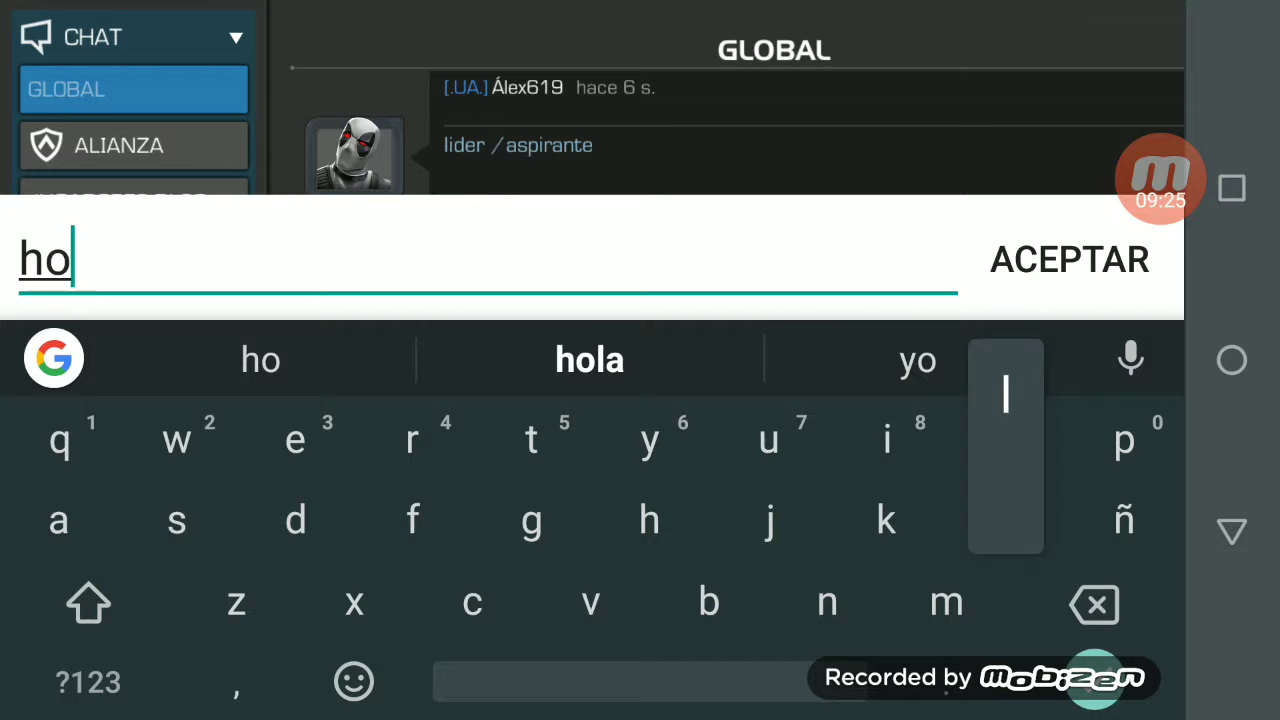 CHAT
GLOBAL
GLOBAL
[.UA.] Álex619 hace 6 s.
ALIANZA
lider /aspirante
09:25
ho
ACEPTAR
ho hola yo
l
q 1 w 2 e 3 r 4 t 5 y 6 u 7 i 8 p 0
a s d f g h j k ñ
z x c v b n m
?123 ,
Recorded by mobizen